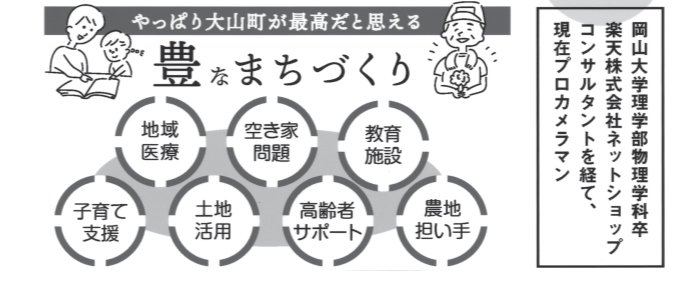 やっぱり大山町が最高だと思える
豊なまちづくり
地域
医療
空き家
問題
教育
施設
子育て
支援
土地
活用
高齢者
サポート
農地
担い手
岡山大学理学部物理学科卒
楽天株式会社ネットショップ
コンサルタントを経て、
現在プロカメラマン